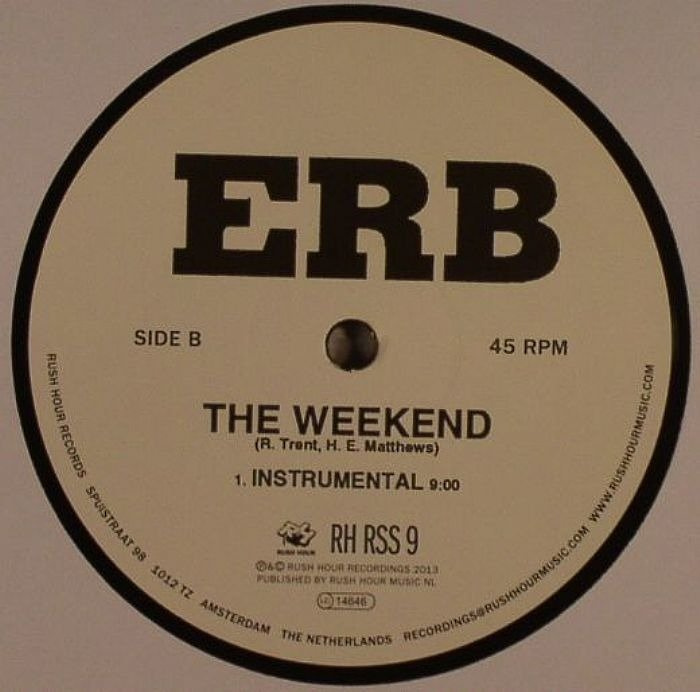 ERB
SIDE B
45 RPM
THE WEEKEND
(R. Trent, H. E. Matthews)
1. INSTRUMENTAL 9:00
RUSH HOUR
RH RSS 9
℗&© RUSH HOUR RECORDINGS 2013
PUBLISHED BY RUSH HOUR MUSIC NL
LC 14646
RUSH HOUR RECORDS SPUISTRAAT 98 1012 TZ AMSTERDAM THE NETHERLANDS RECORDINGS@RUSHHOURMUSIC.COM WWW.RUSHHOURMUSIC.COM